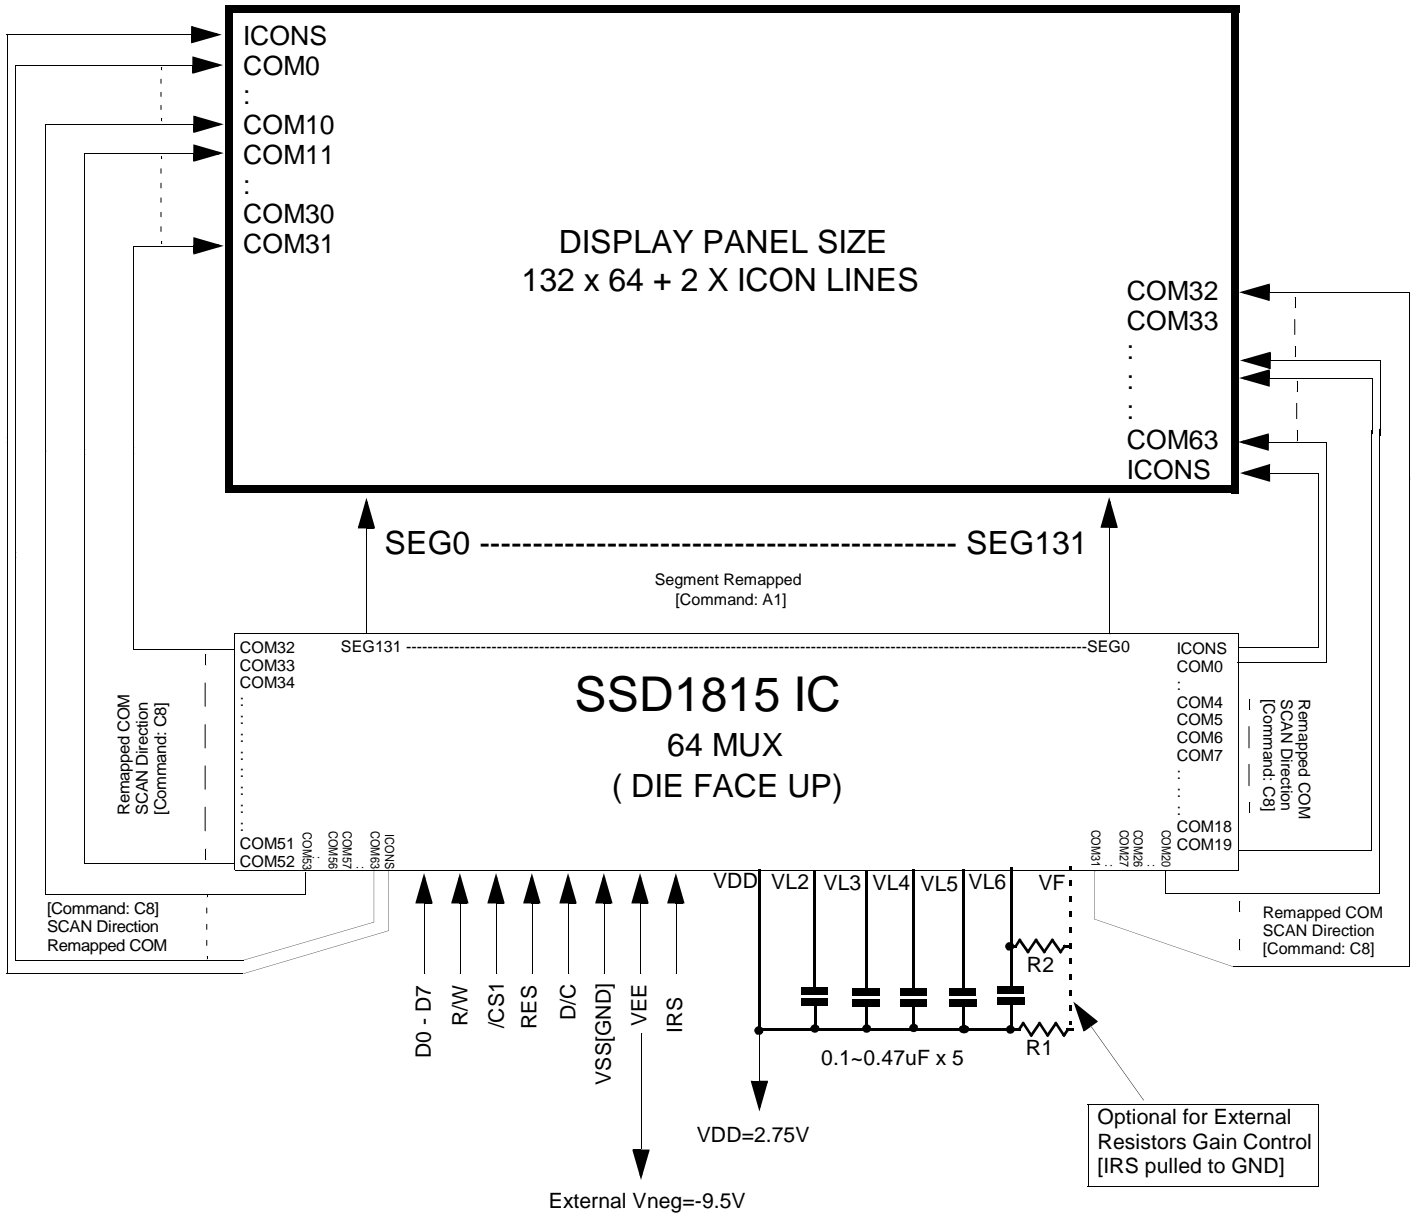 ICONS
COM0
:
COM10
COM11
:
COM30
COM31
DISPLAY PANEL SIZE
132 x 64 + 2 X ICON LINES
COM32
COM33
:
:
:
COM63
ICONS
SEG0 ------------------------------------ SEG131
Segment Remapped
[Command: A1]
COM32
COM33
COM34
:
:
:
:
:
:
:
:
COM51
COM52
SEG131 ------------------------------------SEG0
SSD1815 IC
64 MUX
( DIE FACE UP)
ICONS
COM0
:
COM4
COM5
COM6
COM7
:
:
:
COM18
COM19
Remapped COM
SCAN Direction
[Command: C8]
Remapped COM
SCAN Direction
[Command: C8]
COM53
:
COM56
COM57
:
COM63
ICONS
COM31
:
COM27
COM26
:
COM20
VDD
VL2
VL3
VL4
VL5
VL6
VF
[Command: C8]
SCAN Direction
Remapped COM
Remapped COM
SCAN Direction
[Command: C8]
D0 - D7
R/W
/CS1
RES
D/C
VSS[GND]
VEE
IRS
R2
R1
0.1~0.47uF x 5
VDD=2.75V
Optional for External
Resistors Gain Control
[IRS pulled to GND]
External Vneg=-9.5V